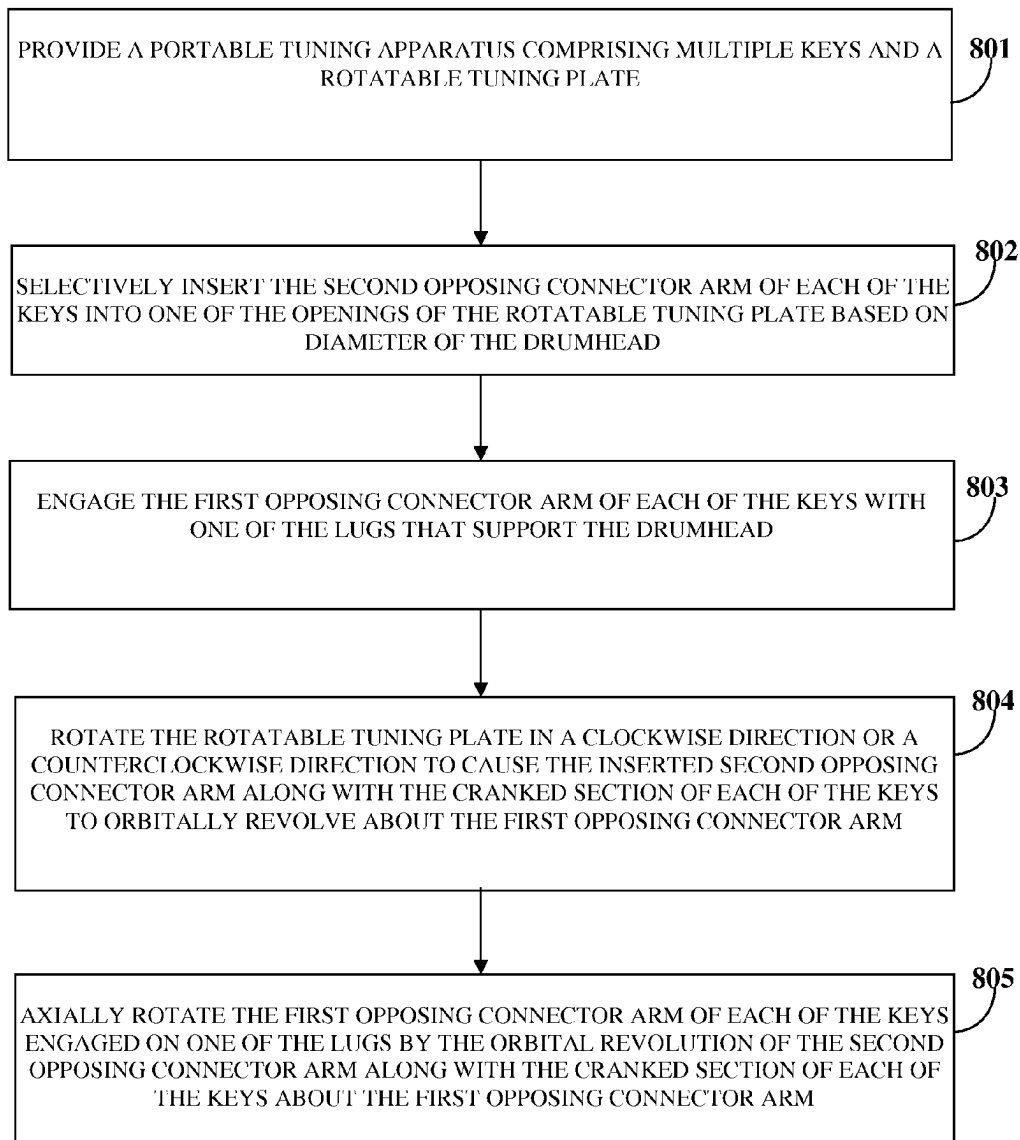 PROVIDE A PORTABLE TUNING APPARATUS COMPRISING MULTIPLE KEYS AND A
ROTATABLE TUNING PLATE
801
SELECTIVELY INSERT THE SECOND OPPOSING CONNECTOR ARM OF EACH OF THE
KEYS INTO ONE OF THE OPENINGS OF THE ROTATABLE TUNING PLATE BASED ON
DIAMETER OF THE DRUMHEAD
802
ENGAGE THE FIRST OPPOSING CONNECTOR ARM OF EACH OF THE KEYS WITH
ONE OF THE LUGS THAT SUPPORT THE DRUMHEAD
803
ROTATE THE ROTATABLE TUNING PLATE IN A CLOCKWISE DIRECTION OR A
COUNTERCLOCKWISE DIRECTION TO CAUSE THE INSERTED SECOND OPPOSING
CONNECTOR ARM ALONG WITH THE CRANKED SECTION OF EACH OF THE KEYS
TO ORBITALLY REVOLVE ABOUT THE FIRST OPPOSING CONNECTOR ARM
804
AXIALLY ROTATE THE FIRST OPPOSING CONNECTOR ARM OF EACH OF THE KEYS
ENGAGED ON ONE OF THE LUGS BY THE ORBITAL REVOLUTION OF THE SECOND
OPPOSING CONNECTOR ARM ALONG WITH THE CRANKED SECTION OF EACH OF
THE KEYS ABOUT THE FIRST OPPOSING CONNECTOR ARM
805